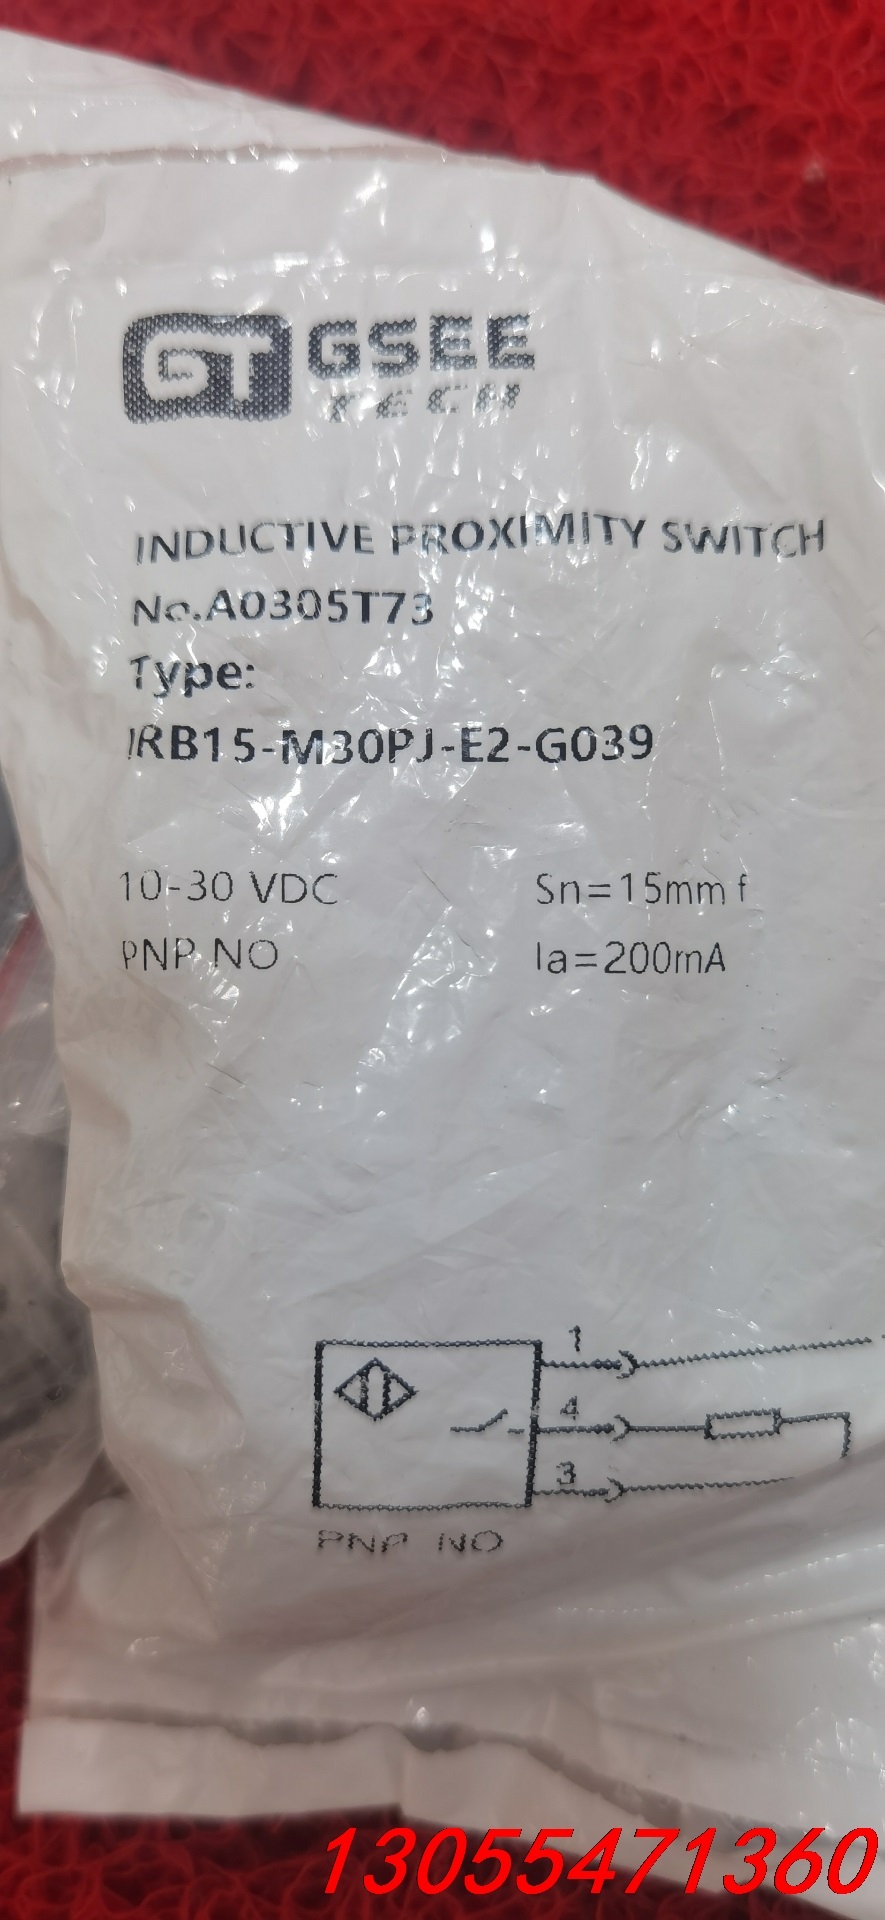 GT GSEE
TECH
INDUCTIVE PROXIMITY SWITCH
No.A0305T73
Type:
IRB15-M30PJ-E2-G039
10-30 VDC Sn=15mm f
PNP NO Ia=200mA
1
4
3
PNP NO
13055471360